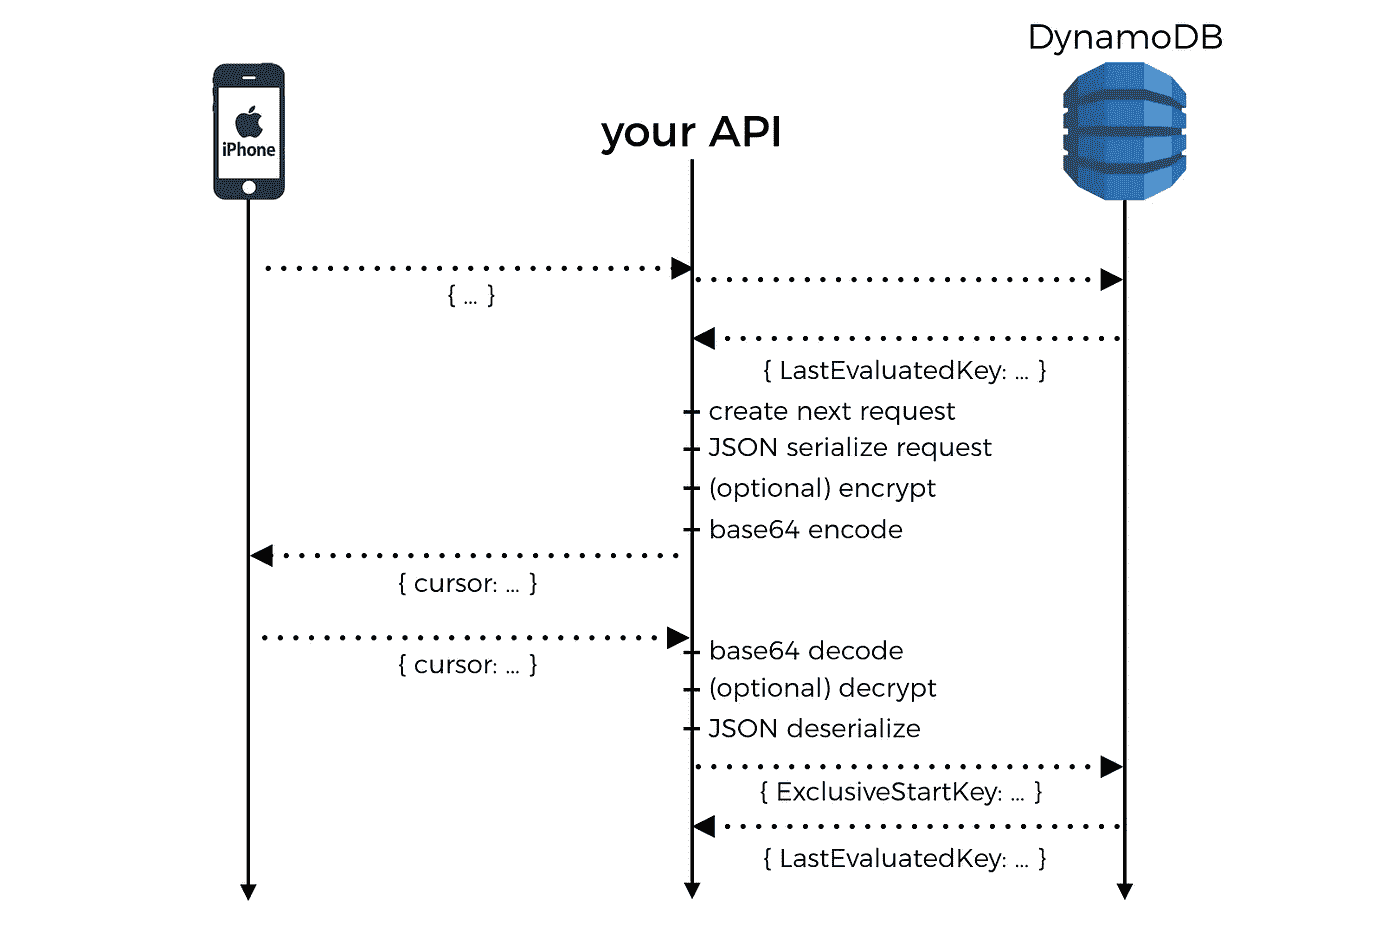 DynamoDB
iPhone
your API
{ ... }
{ LastEvaluatedKey: ... }
create next request
JSON serialize request
(optional) encrypt
base64 encode
{ cursor: ... }
{ cursor: ... }
base64 decode
(optional) decrypt
JSON deserialize
{ ExclusiveStartKey: ... }
{ LastEvaluatedKey: ... }